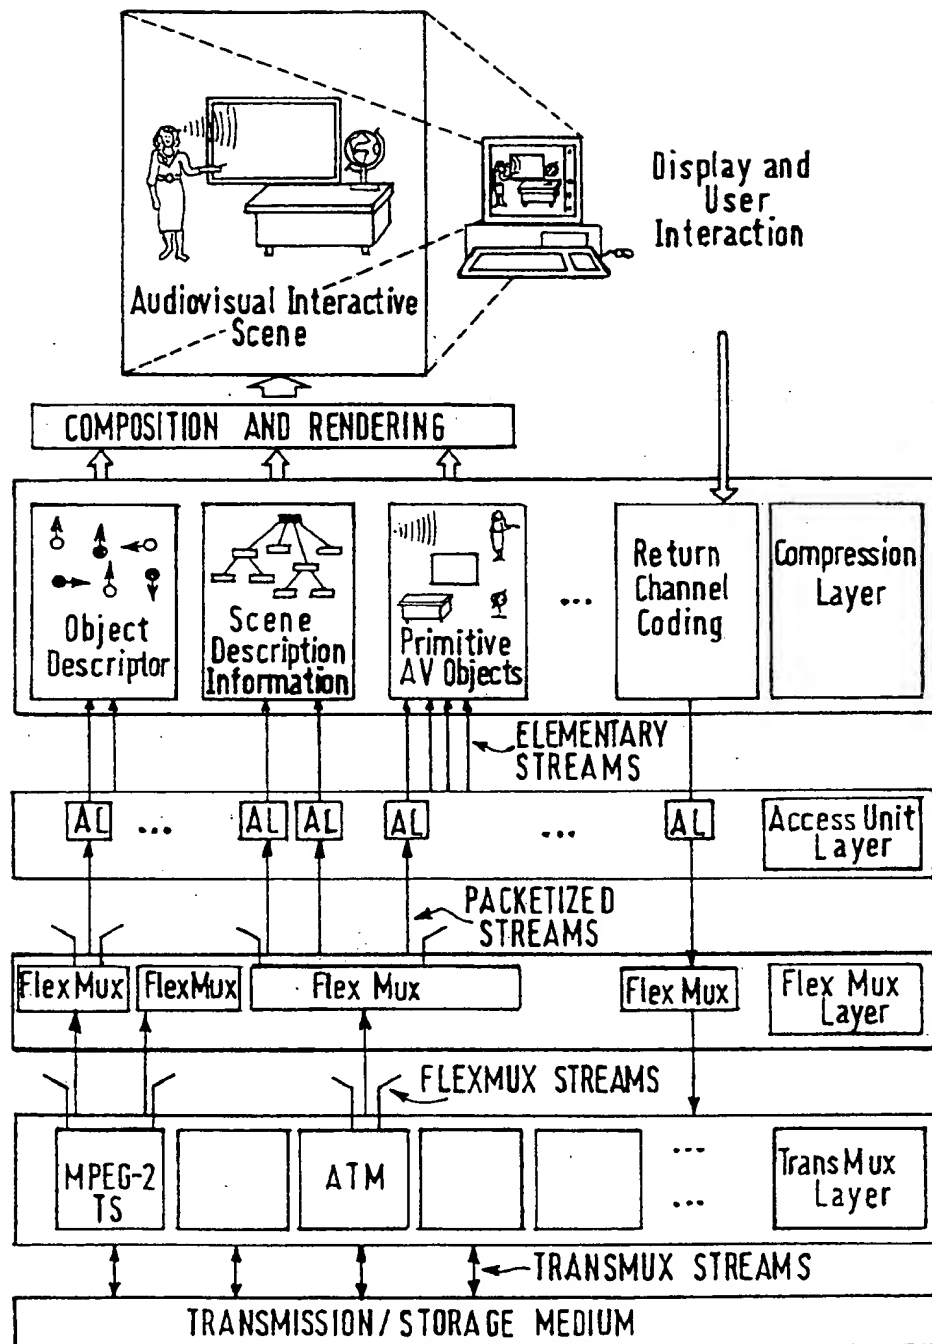 Display and
User
Interaction
Audiovisual Interactive
Scene
COMPOSITION AND RENDERING
Object
Descriptor
Scene
Description
Information
Primitive
AV Objects
...
Return
Channel
Coding
Compression
Layer
ELEMENTARY
STREAMS
AL
...
AL
AL
AL
...
AL
Access Unit
Layer
PACKETIZED
STREAMS
FlexMux
FlexMux
Flex Mux
Flex Mux
Flex Mux
Layer
FLEXMUX STREAMS
MPEG-2
TS
ATM
...
...
TransMux
Layer
TRANSMUX STREAMS
TRANSMISSION/STORAGE MEDIUM